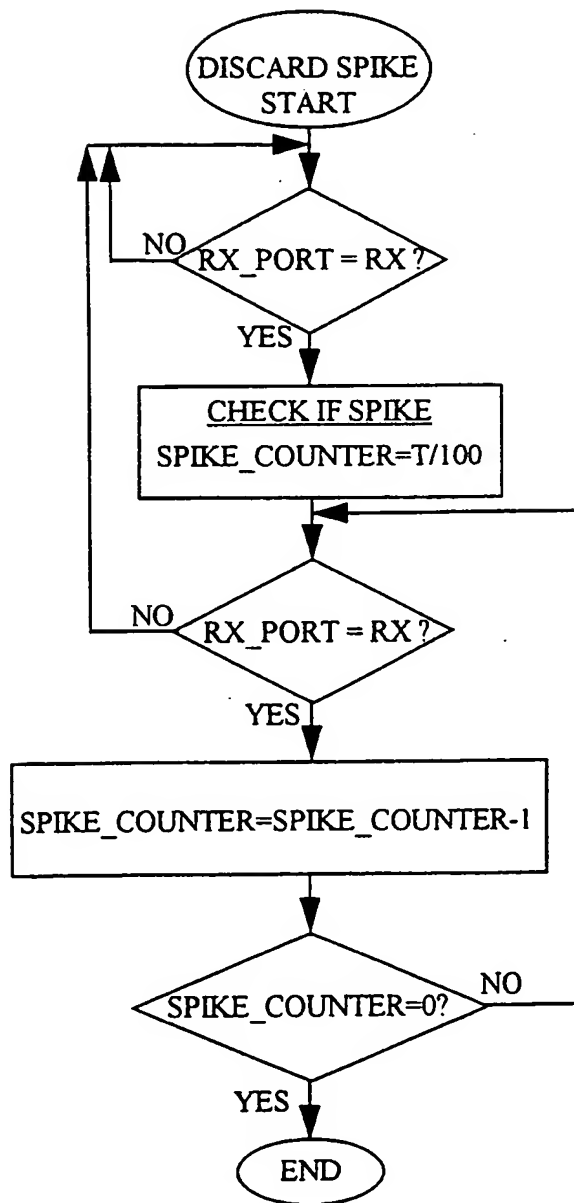 DISCARD SPIKE
START
NO
RX_PORT = RX ?
YES
CHECK IF SPIKE
SPIKE_COUNTER=T/100
NO
RX_PORT = RX ?
YES
SPIKE_COUNTER=SPIKE_COUNTER-1
SPIKE_COUNTER=0?
NO
YES
END